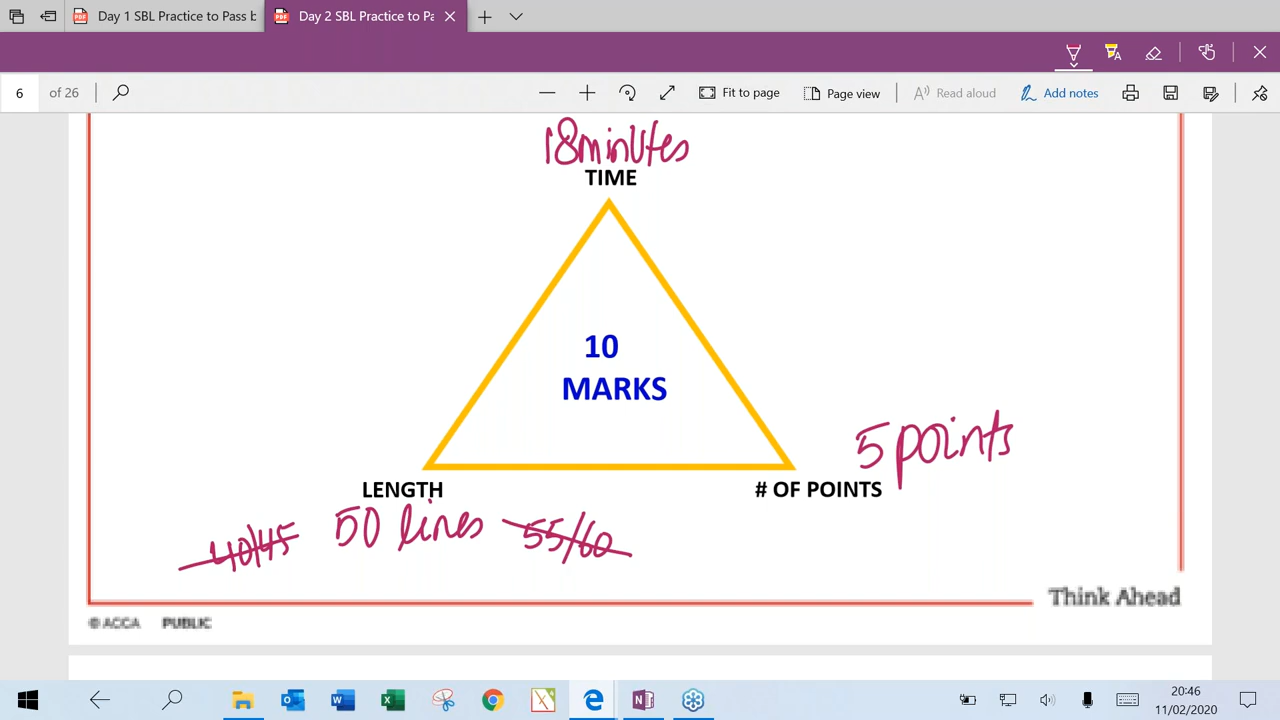 Day 1 SBL Practice to Pass b
Day 2 SBL Practice to Pa
6 of 26
Fit to page
Page view
Read aloud
Add notes
18 minutes
TIME
10
MARKS
5 points
LENGTH
# OF POINTS
40/45 50 lines 55/60
Think Ahead
© ACCA PUBLIC
20:46
11/02/2020